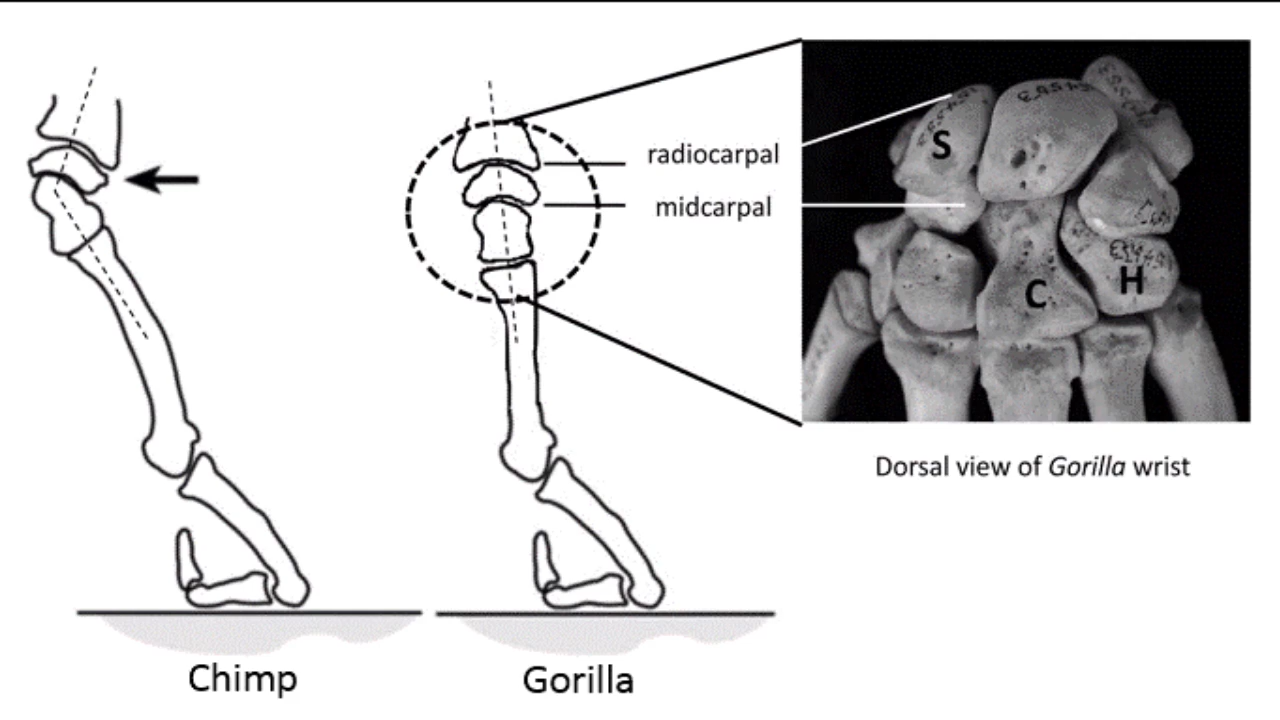 radiocarpal
midcarpal
S
C
H
Dorsal view of Gorilla wrist
Chimp
Gorilla